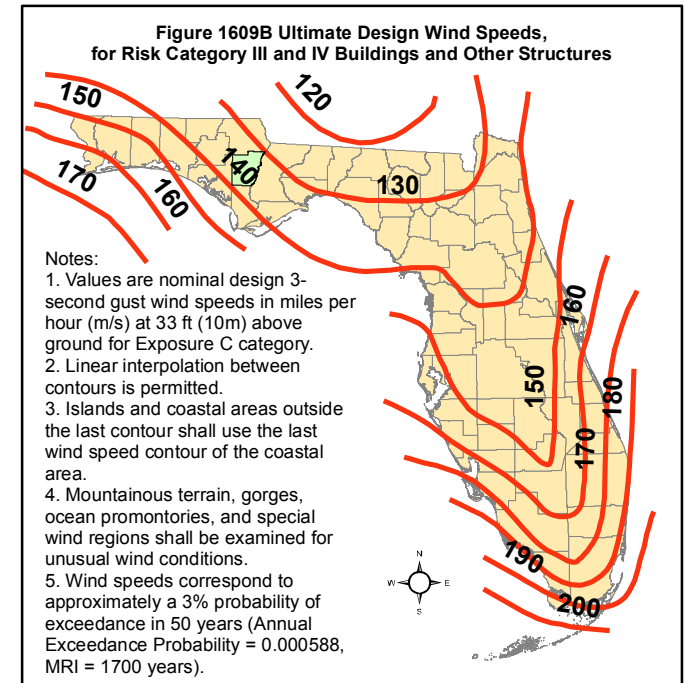 Figure 1609B Ultimate Design Wind Speeds,
for Risk Category III and IV Buildings and Other Structures
120
150
140
130
170
160
Notes:
1. Values are nominal design 3-
second gust wind speeds in miles per
hour (m/s) at 33 ft (10m) above
ground for Exposure C category.
2. Linear interpolation between
contours is permitted.
3. Islands and coastal areas outside
the last contour shall use the last
wind speed contour of the coastal
area.
4. Mountainous terrain, gorges,
ocean promontories, and special
wind regions shall be examined for
unusual wind conditions.
5. Wind speeds correspond to
approximately a 3% probability of
exceedance in 50 years (Annual
Exceedance Probability = 0.000588,
MRI = 1700 years).
160
150
180
170
190
200
N
W
E
S